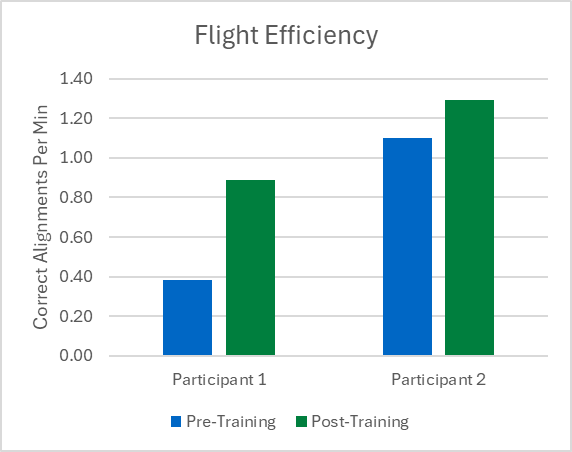 Flight Efficiency
Correct Alignments Per Min
1.40
1.20
1.00
0.80
0.60
0.40
0.20
0.00
Participant 1 Participant 2
Pre-Training Post-Training